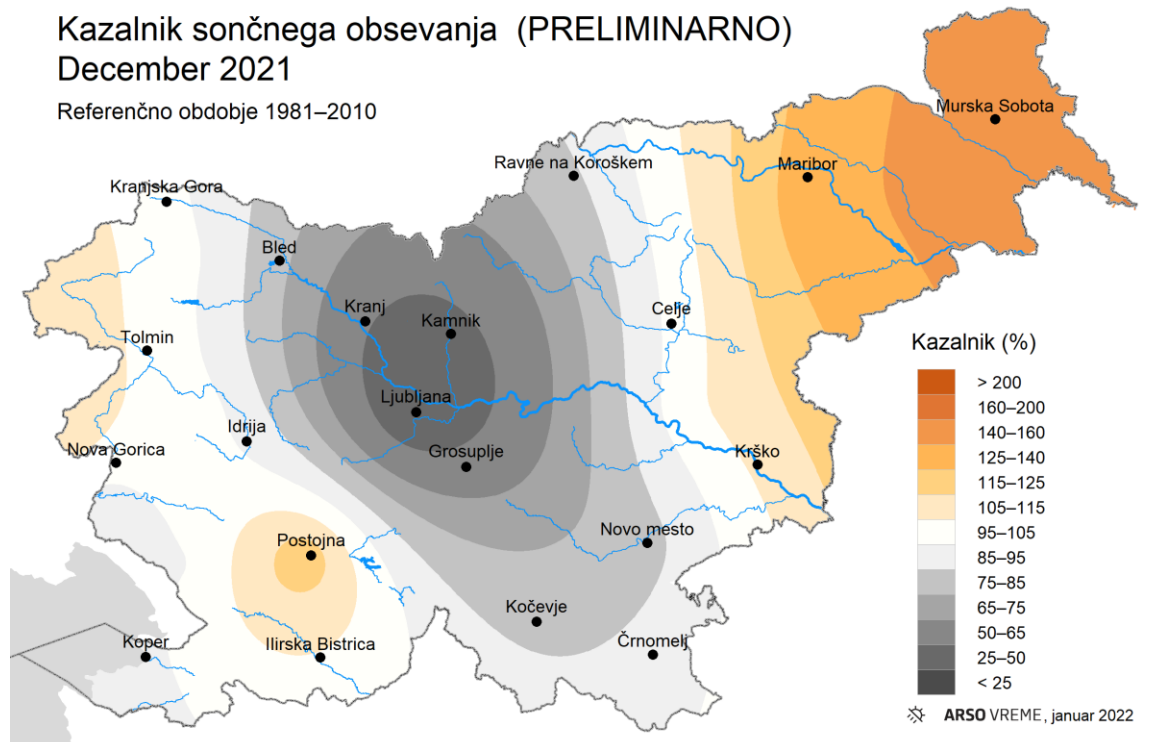 Kazalnik sončnega obsevanja (PRELIMINARNO)
December 2021
Referenčno obdobje 1981–2010
Murska Sobota
Ravne na Koroškem
Maribor
Kranjska Gora
Bled
Kranj
Kamnik
Celje
Tolmin
Ljubljana
Idrija
Nova Gorica
Grosuplje
Krško
Novo mesto
Postojna
Kočevje
Koper
Ilirska Bistrica
Črnomelj
Kazalnik (%)
> 200
160–200
140–160
125–140
115–125
105–115
95–105
85–95
75–85
65–75
50–65
25–50
< 25
ARSO VREME, januar 2022